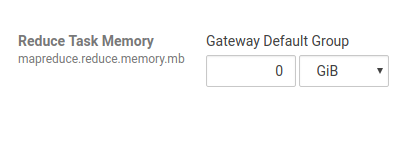 Reduce Task Memory
mapreduce.reduce.memory.mb
Gateway Default Group
0 GiB